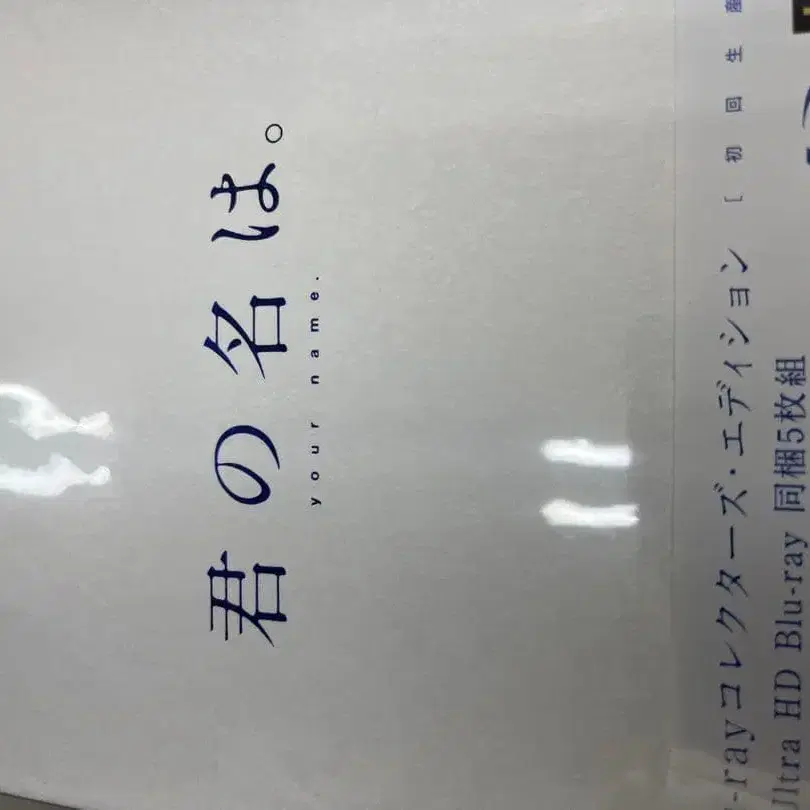 君の名は。
your name.
-rayコレクターズ・エディション [ 初 回 生 産
Ultra HD Blu-ray 同梱5枚組